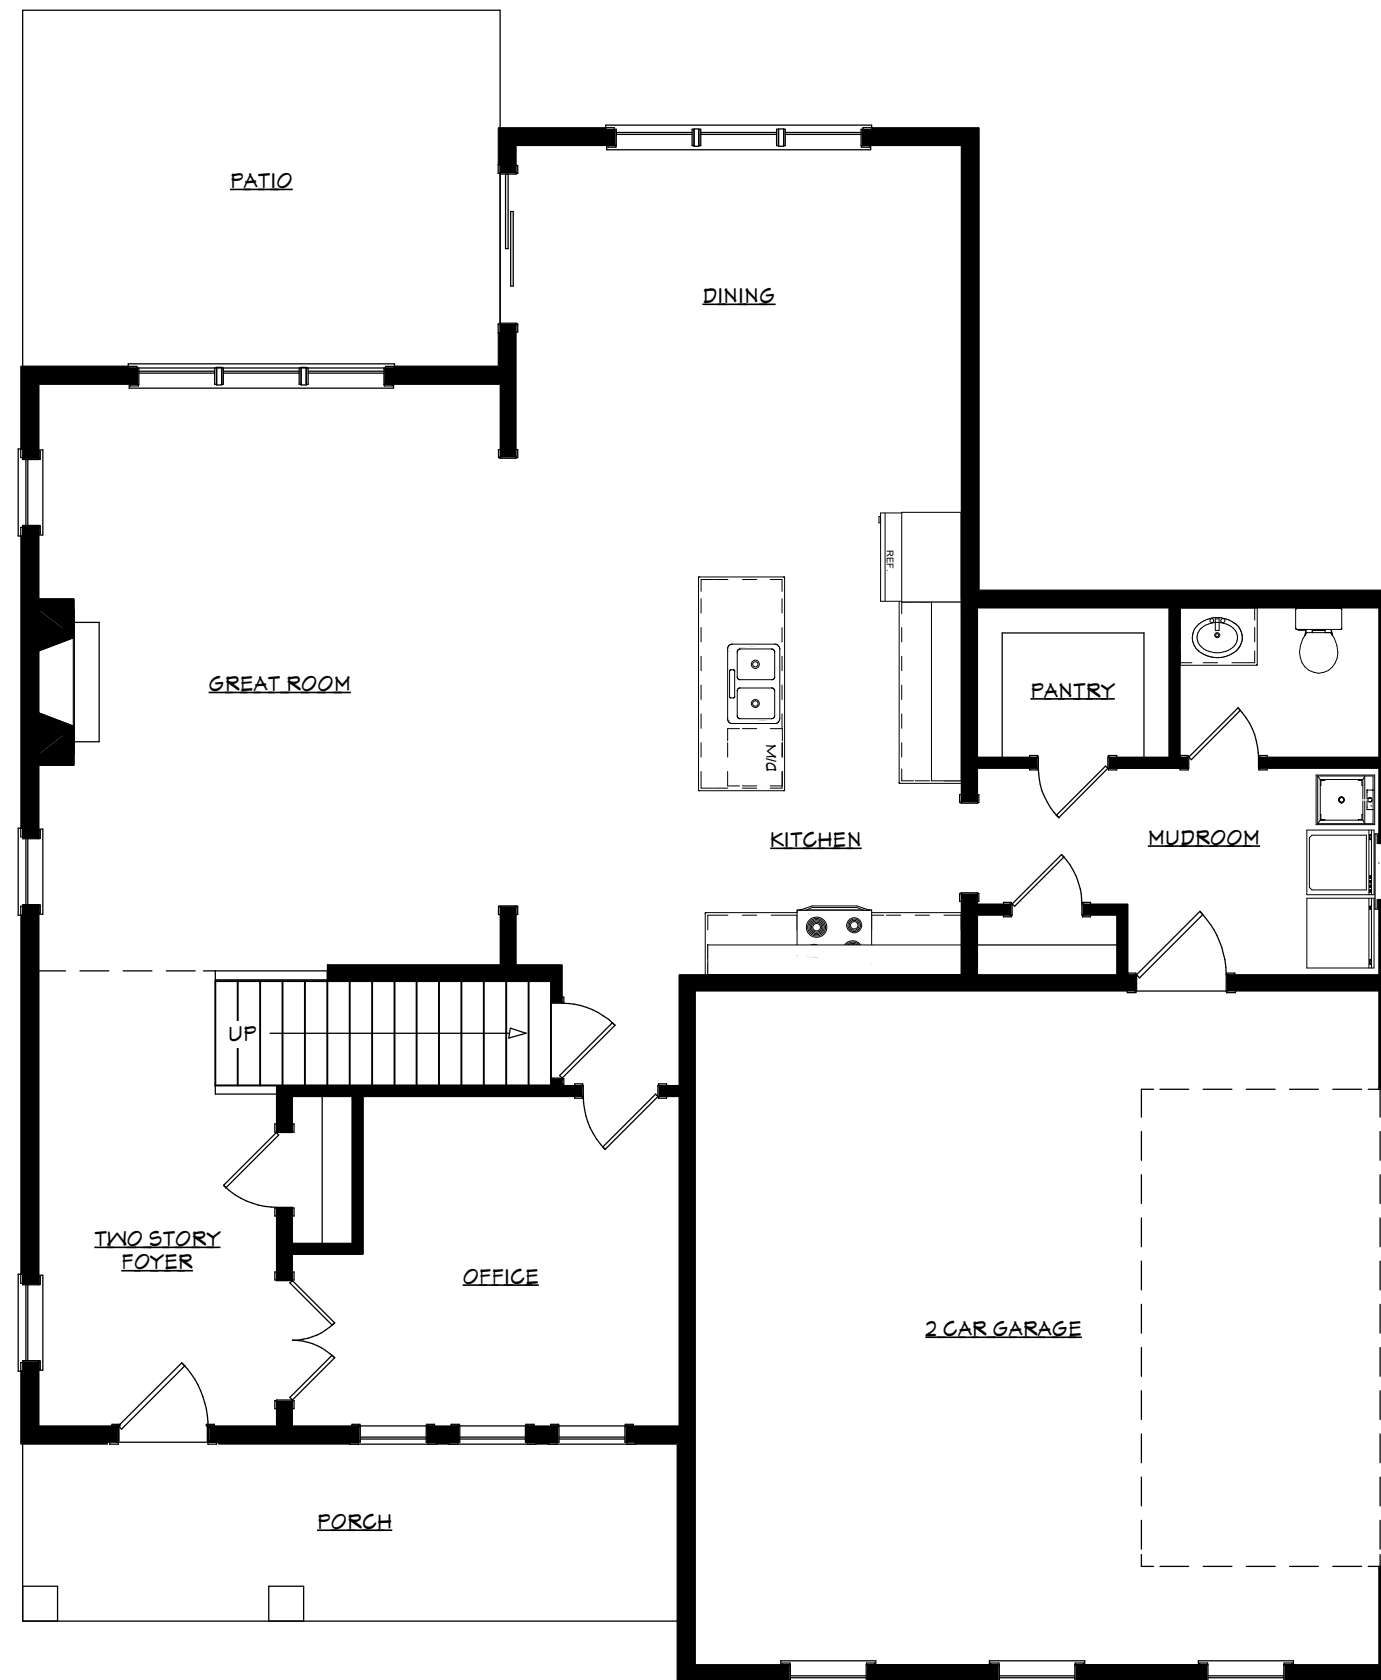 PATIO
DINING
REF.
GREAT ROOM
PANTRY
D/W
KITCHEN
MUDROOM
UP
TWO STORY
FOYER
OFFICE
2 CAR GARAGE
PORCH